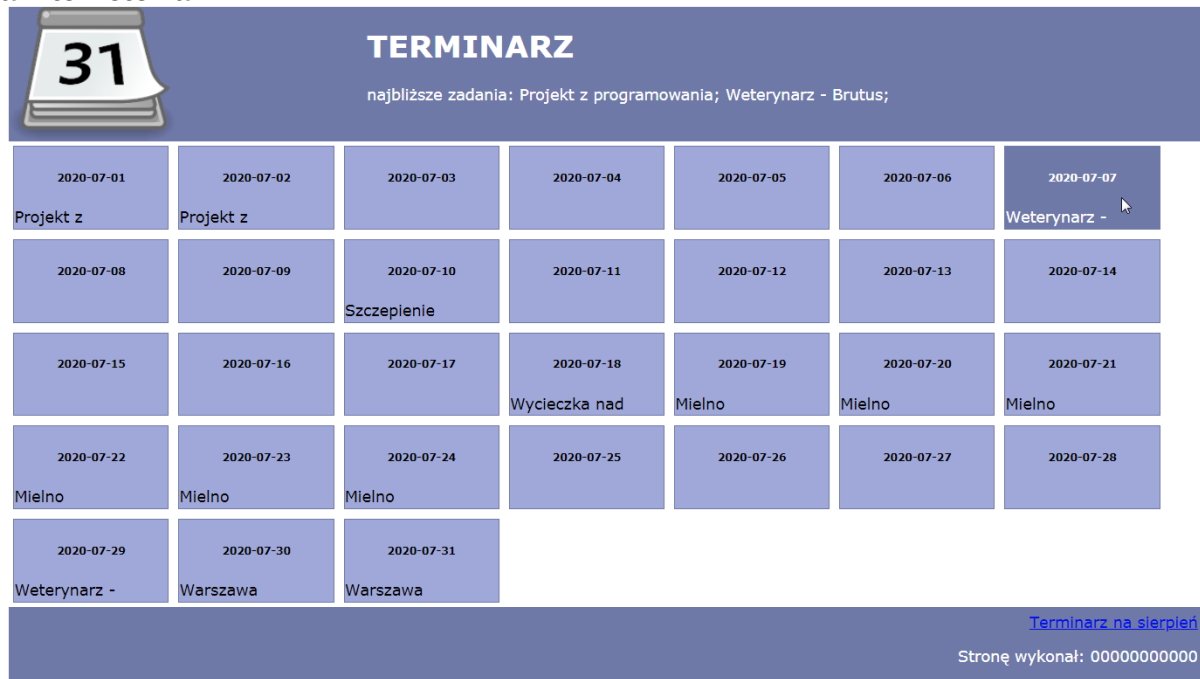 31
TERMINARZ
najbliższe zadania: Projekt z programowania; Weterynarz - Brutus;
2020-07-01
Projekt z
2020-07-02
Projekt z
2020-07-03
2020-07-04
2020-07-05
2020-07-06
2020-07-07
Weterynarz -
2020-07-08
2020-07-09
2020-07-10
Szczepienie
2020-07-11
2020-07-12
2020-07-13
2020-07-14
2020-07-15
2020-07-16
2020-07-17
2020-07-18
Wycieczka nad
2020-07-19
Mielno
2020-07-20
Mielno
2020-07-21
Mielno
2020-07-22
Mielno
2020-07-23
Mielno
2020-07-24
Mielno
2020-07-25
2020-07-26
2020-07-27
2020-07-28
2020-07-29
Weterynarz -
2020-07-30
Warszawa
2020-07-31
Warszawa
Terminarz na sierpień
Stronę wykonał: 00000000000